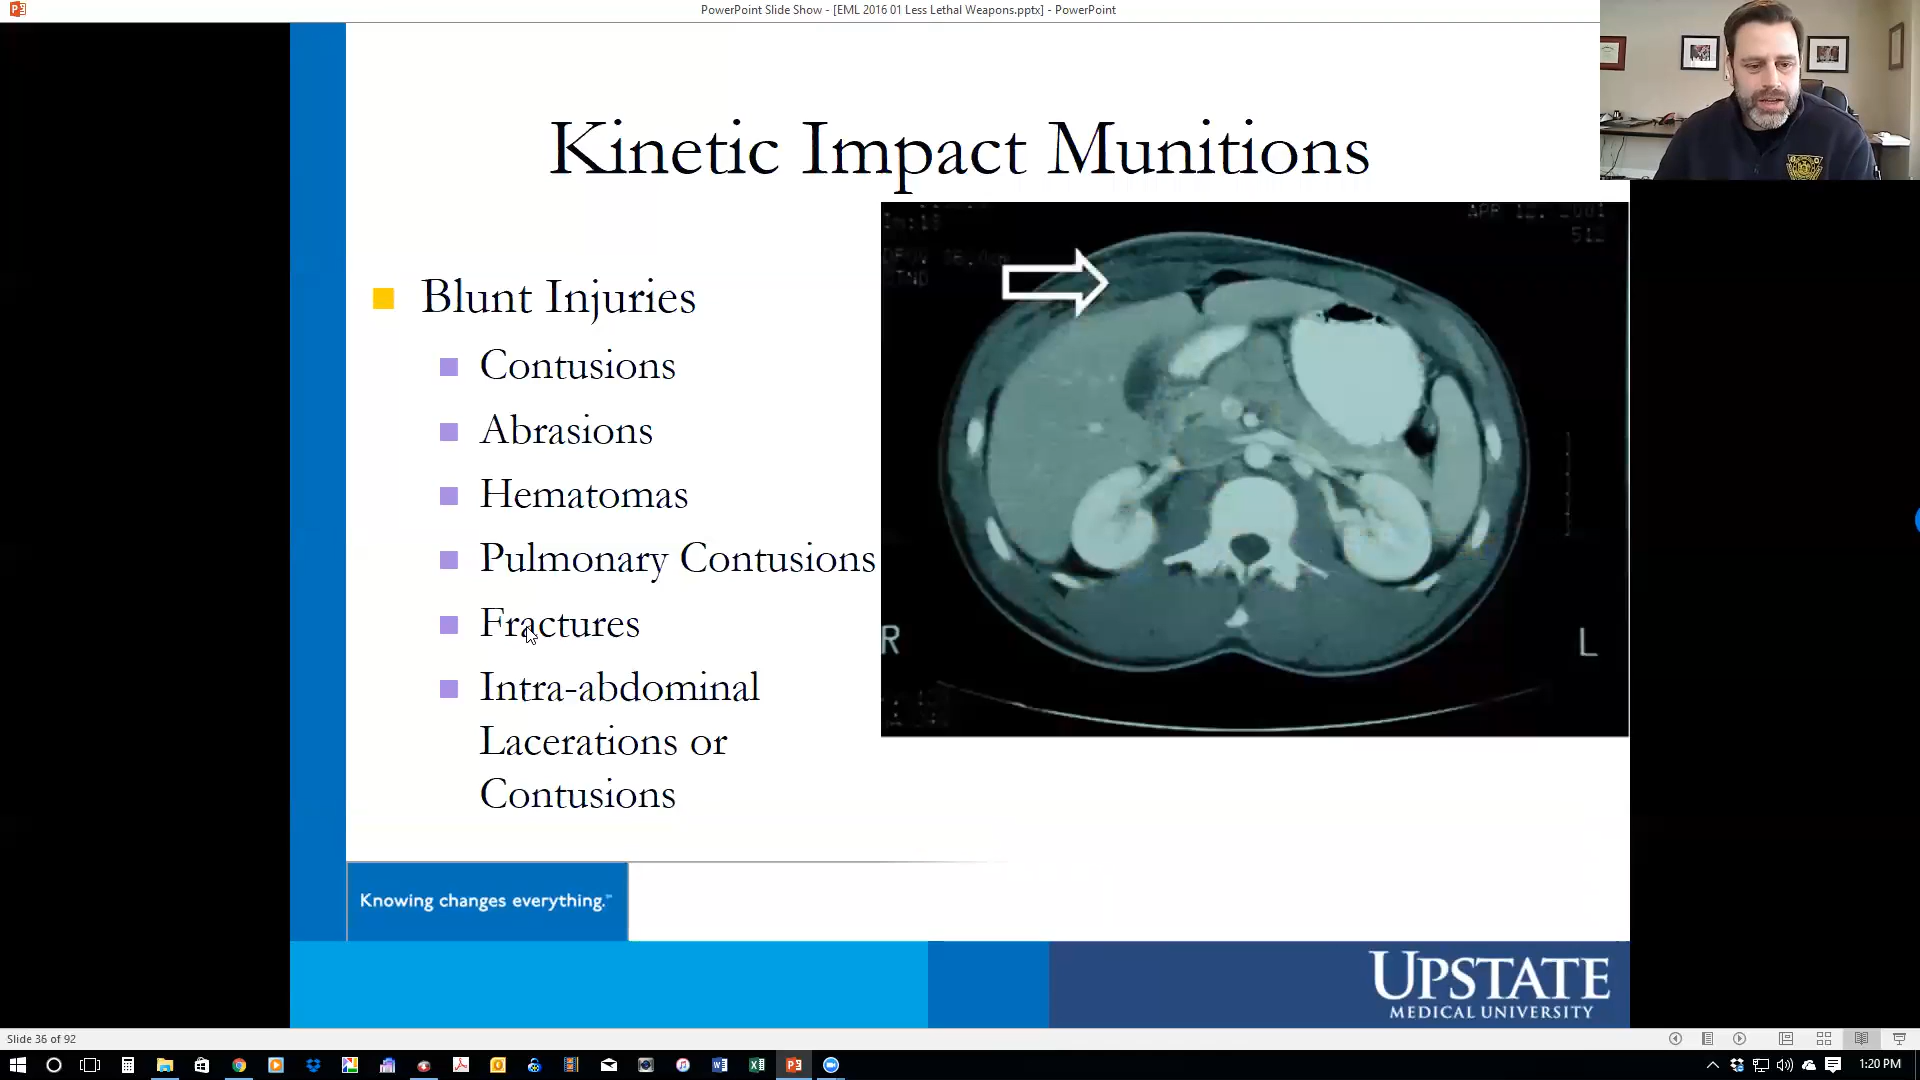 PowerPoint Slide Show - [EML 2016 01 Less Lethal Weapons.pptx] - PowerPoint
Kinetic Impact Munitions
Blunt Injuries
Contusions
Abrasions
Hematomas
Pulmonary Contusions
Fractures
Intra-abdominal
Lacerations or
Contusions
512
R
L
Knowing changes everything.™
UPSTATE
MEDICAL UNIVERSITY
Slide 36 of 92
1:20 PM